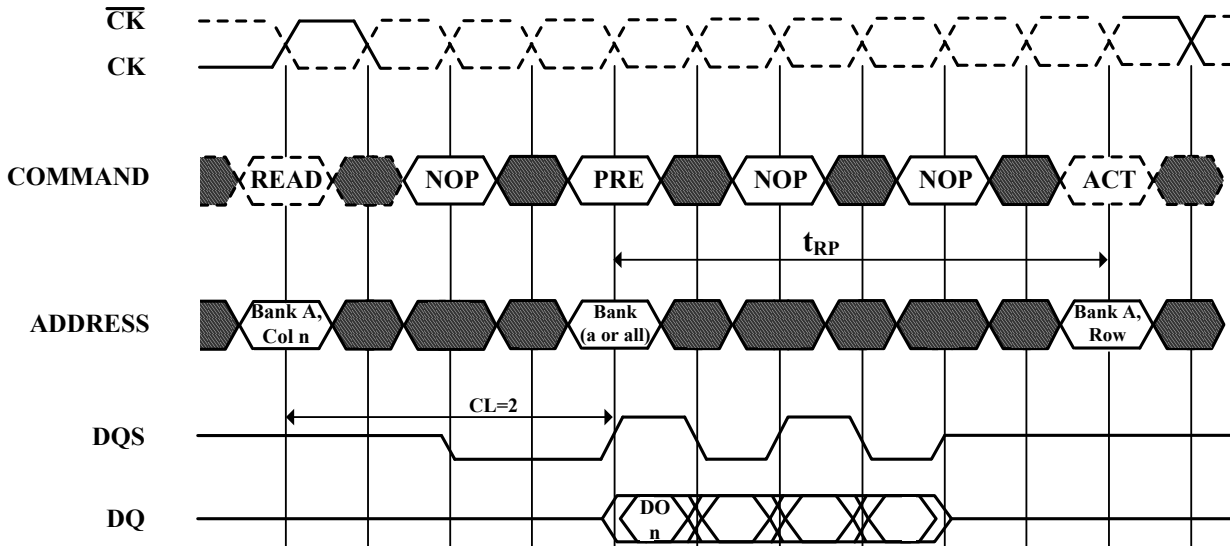 CK
CK
COMMAND
READ
NOP
PRE
NOP
NOP
ACT
tRP
ADDRESS
Bank A,
Col n
Bank
(a or all)
Bank A,
Row
CL=2
DQS
DQ
DO
n